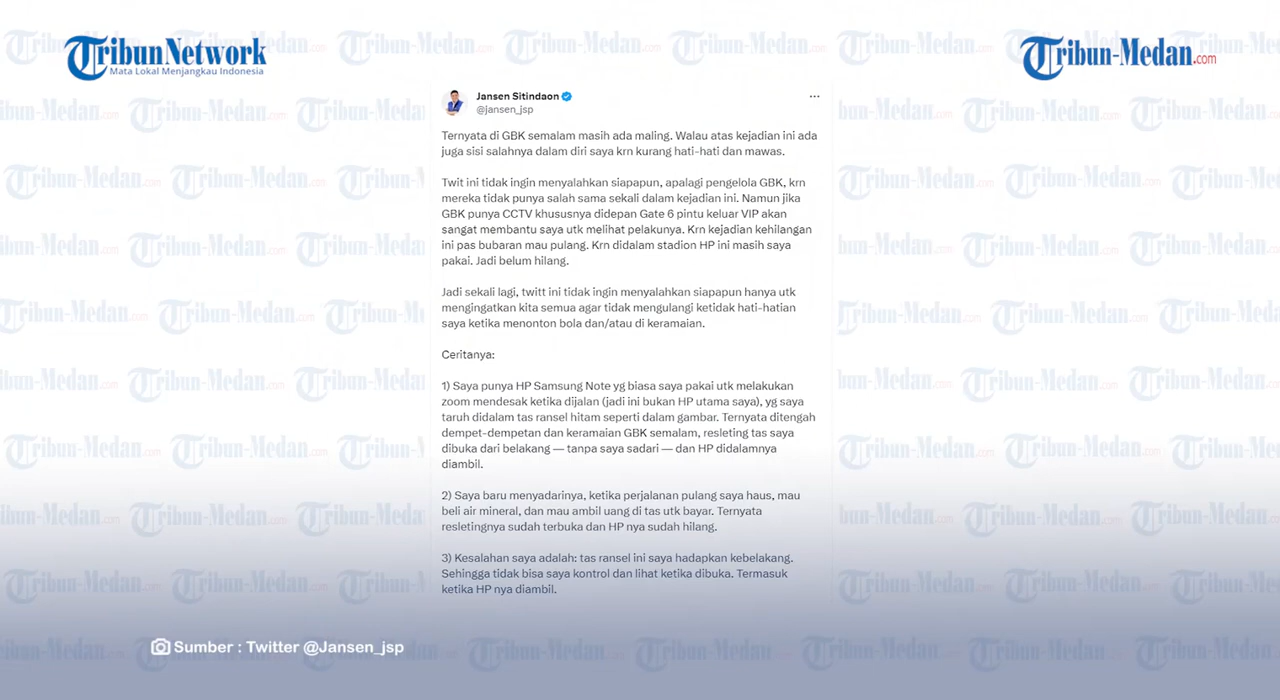 TribunNetwork
Mata Lokal Menjangkau Indonesia
Tribun-Medan.com
Jansen Sitindaon
@jansen_jsp
Ternyata di GBK semalam masih ada maling. Walau atas kejadian ini ada
juga sisi salahnya dalam diri saya krn kurang hati-hati dan mawas.
Twit ini tidak ingin menyalahkan siapapun, apalagi pengelola GBK, krn
mereka tidak punya salah sama sekali dalam kejadian ini. Namun jika
GBK punya CCTV khususnya didepan Gate 6 pintu keluar VIP akan
sangat membantu saya utk melihat pelakunya. Krn kejadian kehilangan
ini pas bubaran mau pulang. Krn didalam stadion HP ini masih saya
pakai. Jadi belum hilang.
Jadi sekali lagi, twitt ini tidak ingin menyalahkan siapapun hanya utk
mengingatkan kita semua agar tidak mengulangi ketidak hati-hatian
saya ketika menonton bola dan/atau di keramaian.
Ceritanya:
1) Saya punya HP Samsung Note yg biasa saya pakai utk melakukan
zoom mendesak ketika dijalan (jadi ini bukan HP utama saya), yg saya
taruh didalam tas ransel hitam seperti dalam gambar. Ternyata ditengah
dempet-dempetan dan keramaian GBK semalam, resleting tas saya
dibuka dari belakang — tanpa saya sadari — dan HP didalamnya
diambil.
2) Saya baru menyadarinya, ketika perjalanan pulang saya haus, mau
beli air mineral, dan mau ambil uang di tas utk bayar. Ternyata
resletingnya sudah terbuka dan HP nya sudah hilang.
3) Kesalahan saya adalah: tas ransel ini saya hadapkan kebelakang.
Sehingga tidak bisa saya kontrol dan lihat ketika dibuka. Termasuk
ketika HP nya diambil.
Sumber : Twitter @Jansen_jsp